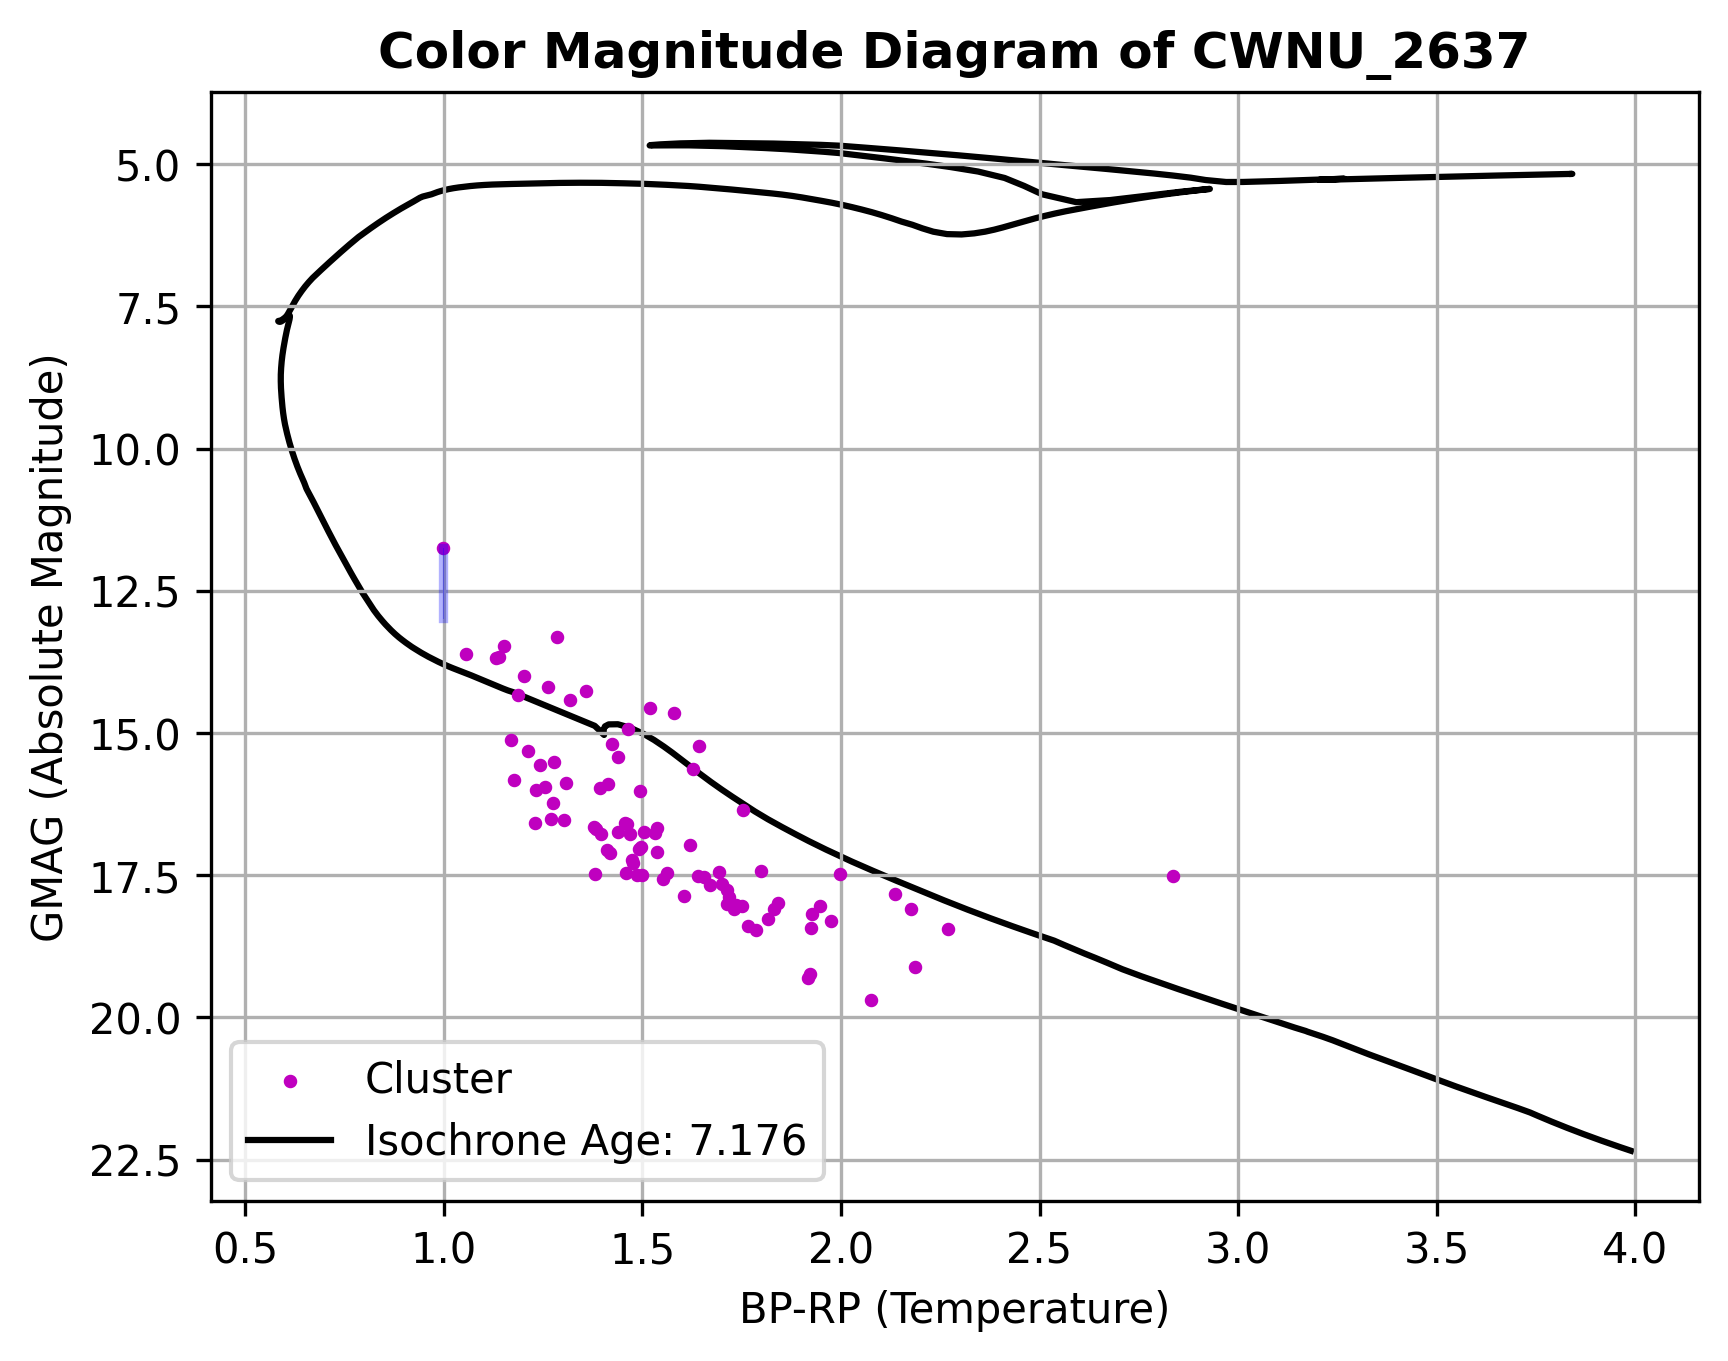 Color Magnitude Diagram of CWNU_2637
GMAG (Absolute Magnitude)
5.0
7.5
10.0
12.5
15.0
17.5
20.0
22.5
Cluster
Isochrone Age: 7.176
0.5 1.0 1.5 2.0 2.5 3.0 3.5 4.0
BP-RP (Temperature)